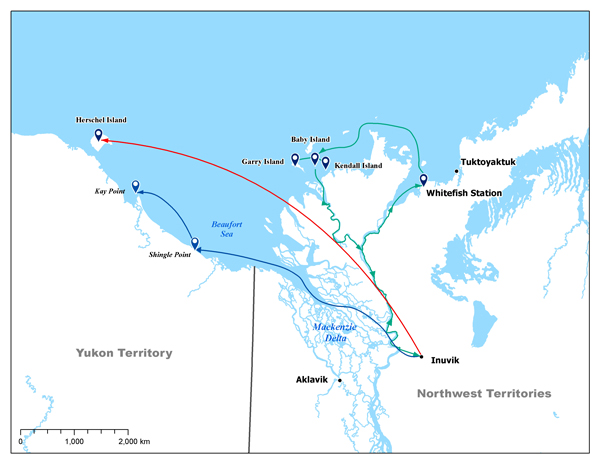 Herschel Island
Baby Island
Garry Island
Kendall Island
Tuktoyaktuk
Kay Point
Whitefish Station
Beaufort
Sea
Shingle Point
Mackenzie
Delta
Yukon Territory
Inuvik
Aklavik
Northwest Territories
0 1,000 2,000 km